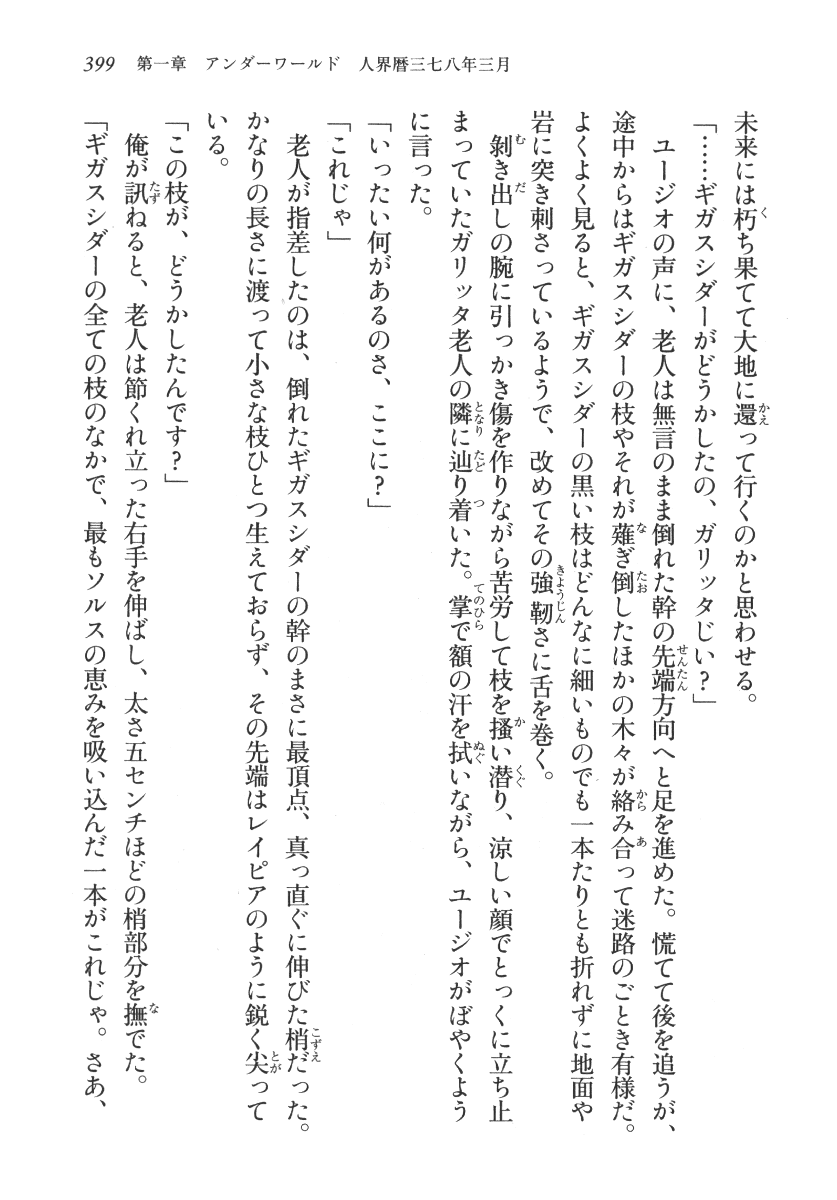 399　第一章　アンダーワールド　人界暦三七八年三月
未来には朽ち果てて大地に還って行くのかと思わせる。
「……ギガスシダーがどうかしたの、ガリッタじい？」
ユージオの声に、老人は無言のまま倒れた幹の先端方向へと足を進めた。慌てて後を追うが、
途中からはギガスシダーの枝やそれが薙ぎ倒したほかの木々が絡み合って迷路のごとき有様だ。
よくよく見ると、ギガスシダーの黒い枝はどんなに細いものでも一本たりとも折れずに地面や
岩に突き刺さっているようで、改めてその強靭さに舌を巻く。
剝き出しの腕に引っかき傷を作りながら苦労して枝を掻い潜り、涼しい顔でとっくに立ち止
まっていたガリッタ老人の隣に辿り着いた。掌で額の汗を拭いながら、ユージオがぼやくよう
に言った。
「いったい何があるのさ、ここに？」
「これじゃ」
老人が指差したのは、倒れたギガスシダーの幹のまさに最頂点、真っ直ぐに伸びた梢だった。
かなりの長さに渡って小さな枝ひとつ生えておらず、その先端はレイピアのように鋭く尖って
いる。
「この枝が、どうかしたんです？」
俺が訊ねると、老人は節くれ立った右手を伸ばし、太さ五センチほどの梢部分を撫でた。
「ギガスシダーの全ての枝のなかで、最もソルスの恵みを吸い込んだ一本がこれじゃ。さあ、